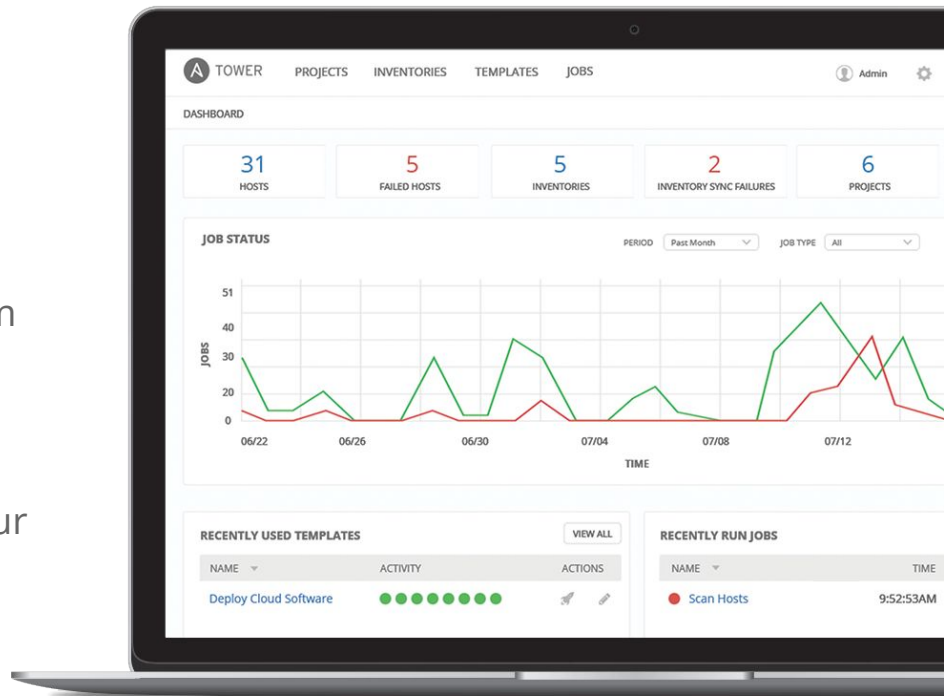 TOWER PROJECTS INVENTORIES TEMPLATES JOBS Admin
DASHBOARD
31 5 5 2 6
HOSTS FAILED HOSTS INVENTORIES INVENTORY SYNC FAILURES PROJECTS
JOB STATUS PERIOD Past Month JOB TYPE All
51
40
JOBS
30
20
0
06/22 06/26 06/30 07/04 07/08 07/12
TIME
RECENTLY USED TEMPLATES VIEW ALL RECENTLY RUN JOBS
NAME ACTIVITY ACTIONS NAME TIME
Deploy Cloud Software Scan Hosts 9:52:53AM